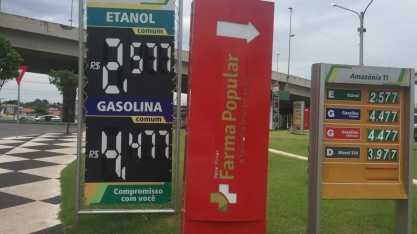 ETANOL
comum
R$ 2,577
GASOLINA
comum
R$ 4,477
Compromisso
com você
Farma Popular
Amazônia 11
E Etanol 2.577
G Gasolina 4.477
G Gasolina 4.477
D Diesel S10 3.977